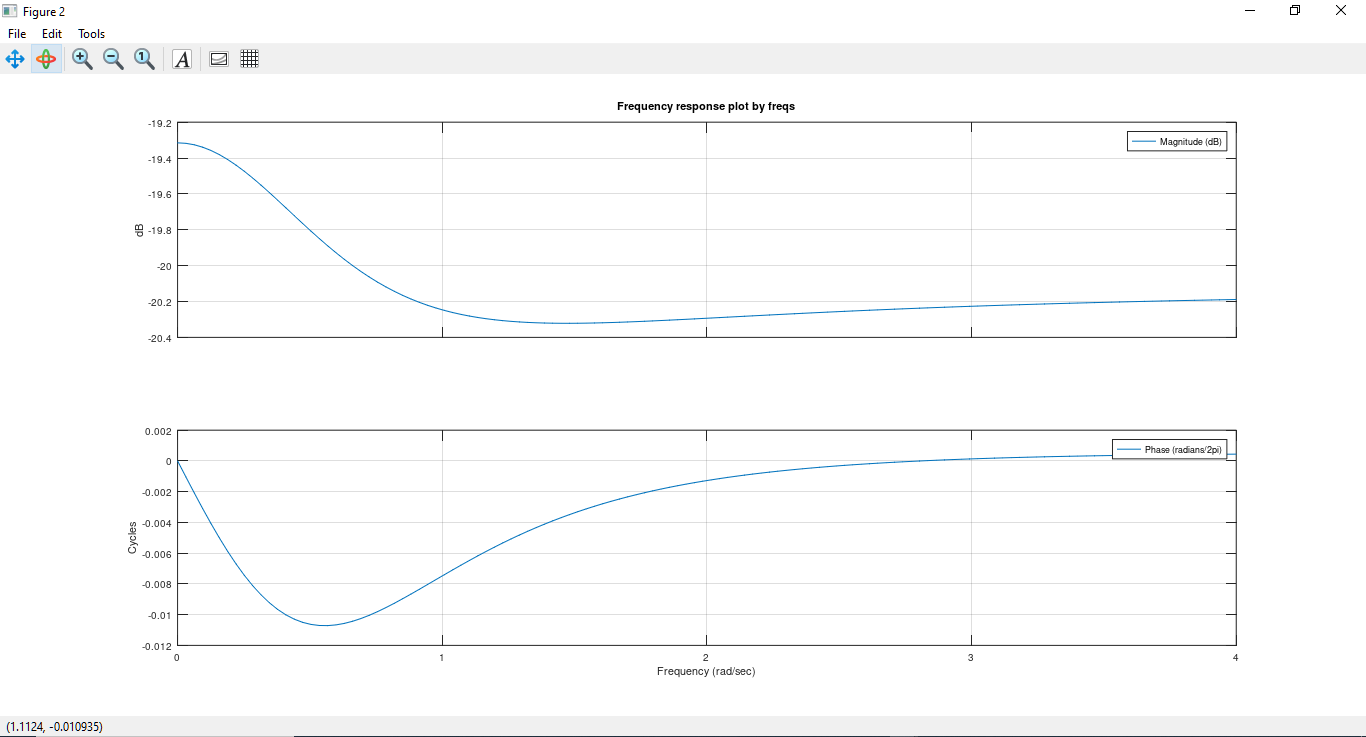 Figure 2
File Edit Tools
1 A
Frequency response plot by freqs
-19.2
Magnitude (dB)
-19.4
-19.6
dB
-19.8
-20
-20.2
-20.4
0.002
Phase (radians/2pi)
0
-0.002
-0.004
Cycles
-0.006
-0.008
-0.01
-0.012
0 1 2 3 4
Frequency (rad/sec)
(1.1124, -0.010935)